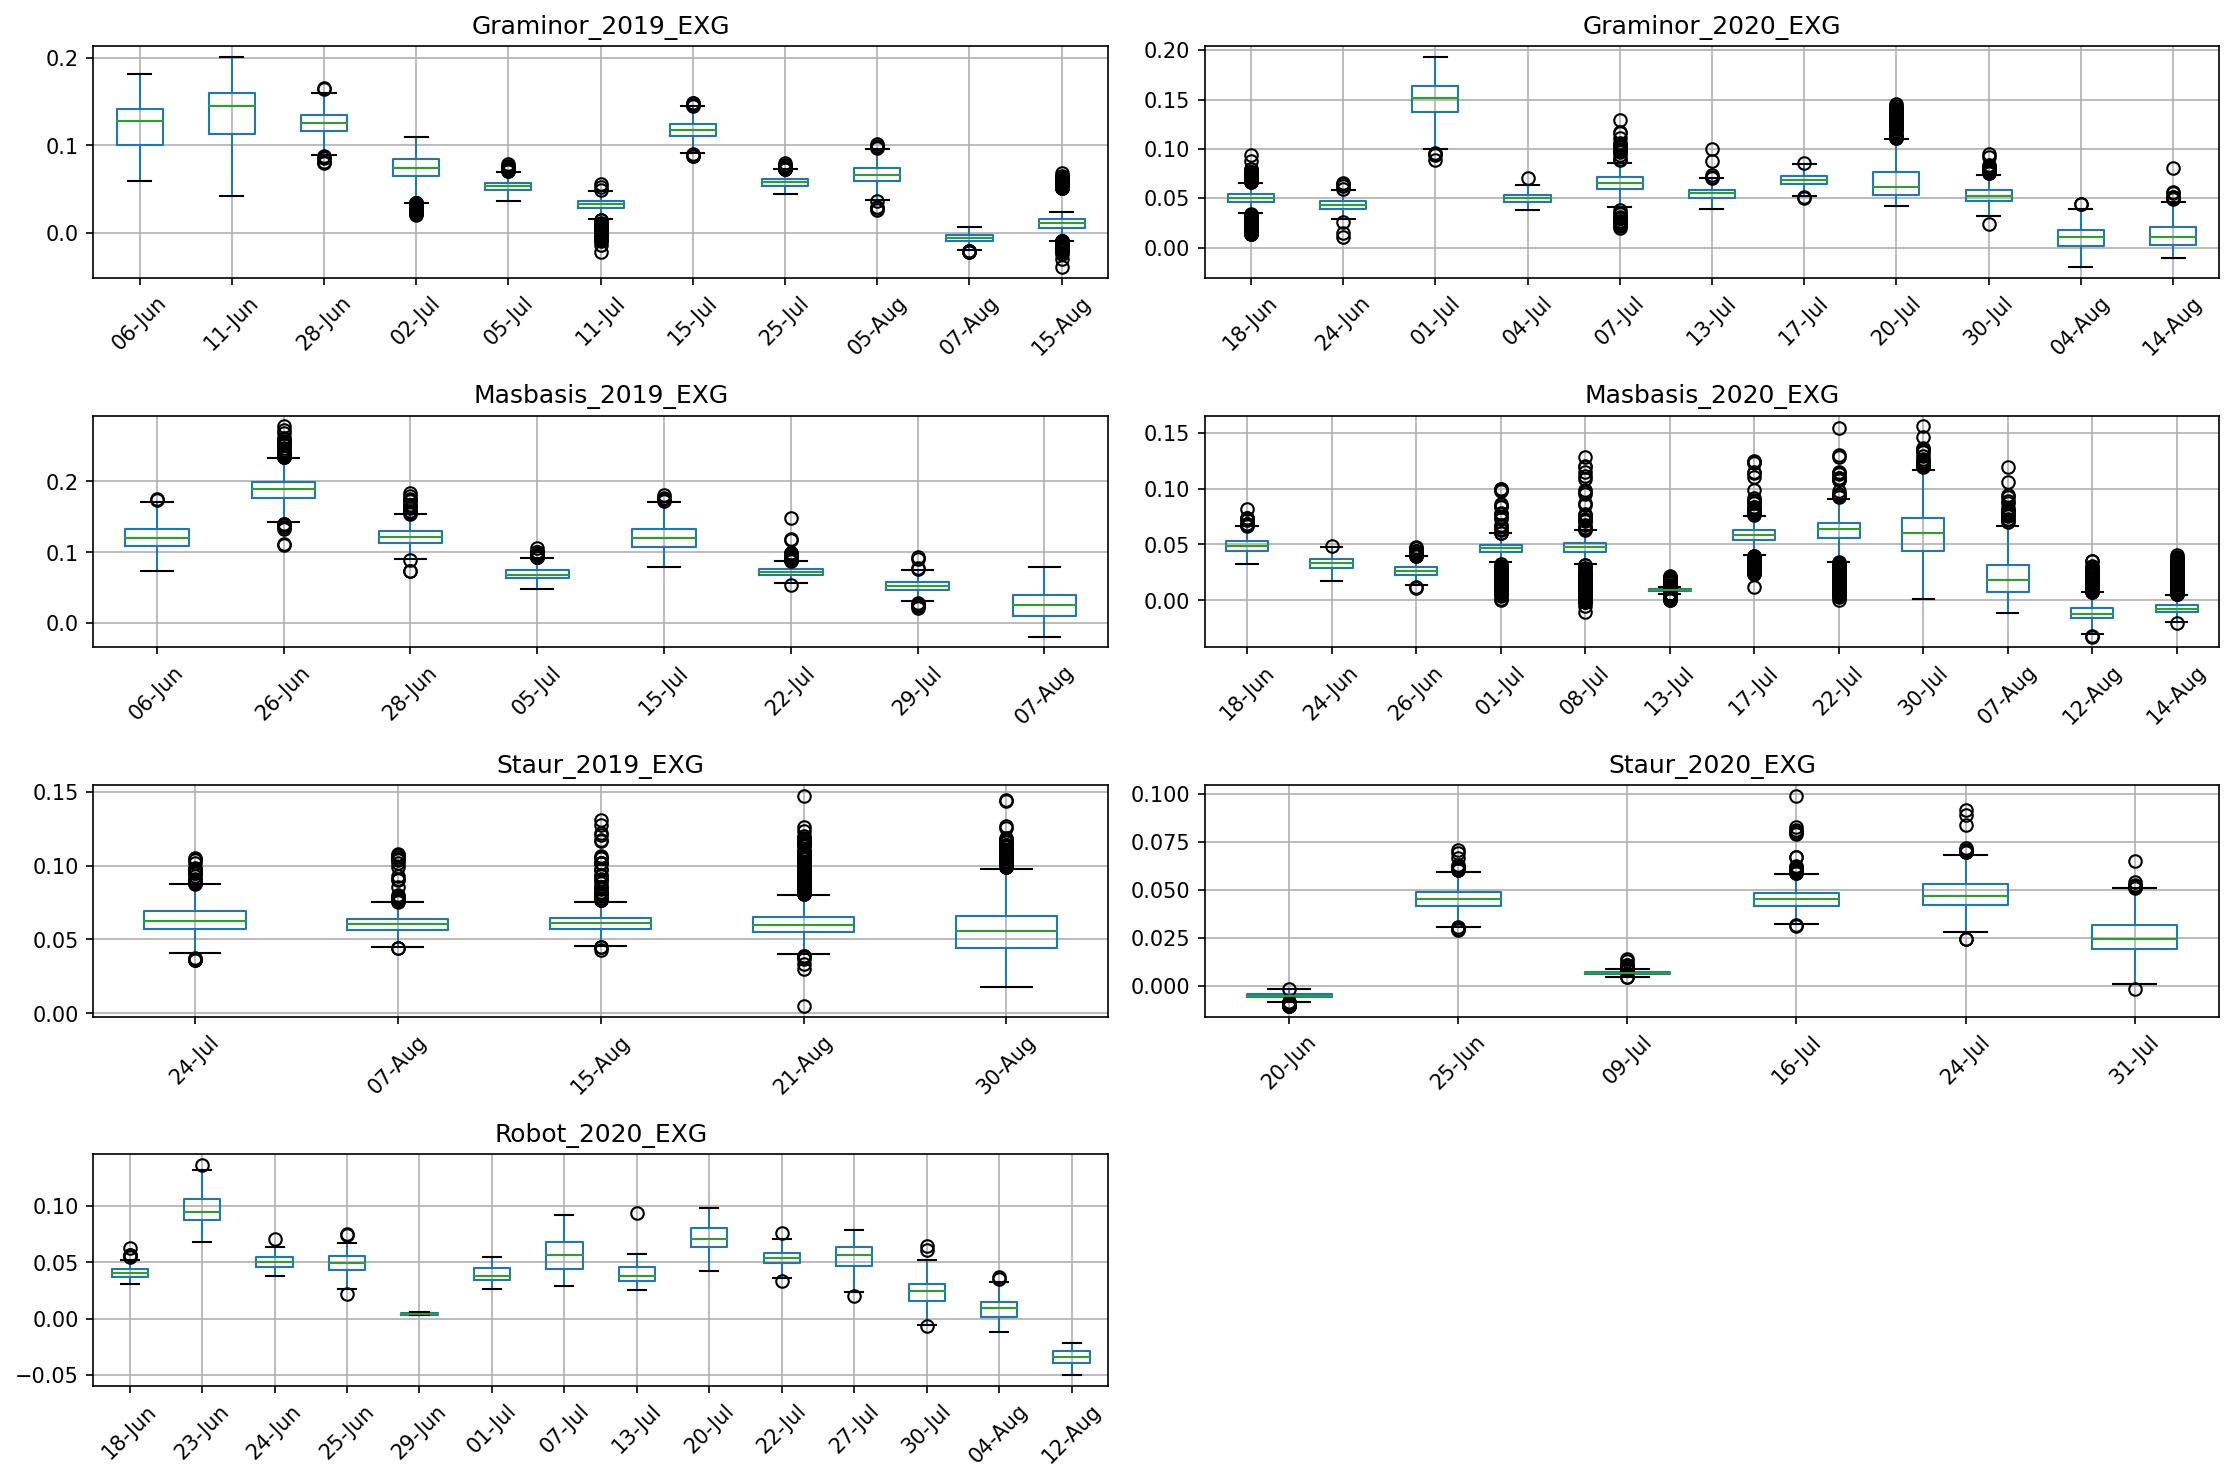 Graminor_2019_EXG
0.2
0.1
0.0
06-Jun 11-Jun 28-Jun 02-Jul 05-Jul 11-Jul 15-Jul 25-Jul 05-Aug 07-Aug 15-Aug
Graminor_2020_EXG
0.20
0.15
0.10
0.05
0.00
18-Jun 24-Jun 01-Jul 04-Jul 07-Jul 13-Jul 17-Jul 20-Jul 30-Jul 04-Aug 14-Aug
Masbasis_2019_EXG
0.2
0.1
0.0
06-Jun 26-Jun 28-Jun 05-Jul 15-Jul 22-Jul 29-Jul 07-Aug
Masbasis_2020_EXG
0.15
0.10
0.05
0.00
18-Jun 24-Jun 26-Jun 01-Jul 08-Jul 13-Jul 17-Jul 22-Jul 30-Jul 07-Aug 12-Aug 14-Aug
Staur_2019_EXG
0.15
0.10
0.05
0.00
24-Jul 07-Aug 15-Aug 21-Aug 30-Aug
Staur_2020_EXG
0.100
0.075
0.050
0.025
0.000
20-Jun 25-Jun 09-Jul 16-Jul 24-Jul 31-Jul
Robot_2020_EXG
0.10
0.05
0.00
−0.05
18-Jun 23-Jun 24-Jun 25-Jun 29-Jun 01-Jul 07-Jul 13-Jul 20-Jul 22-Jul 27-Jul 30-Jul 04-Aug 12-Aug